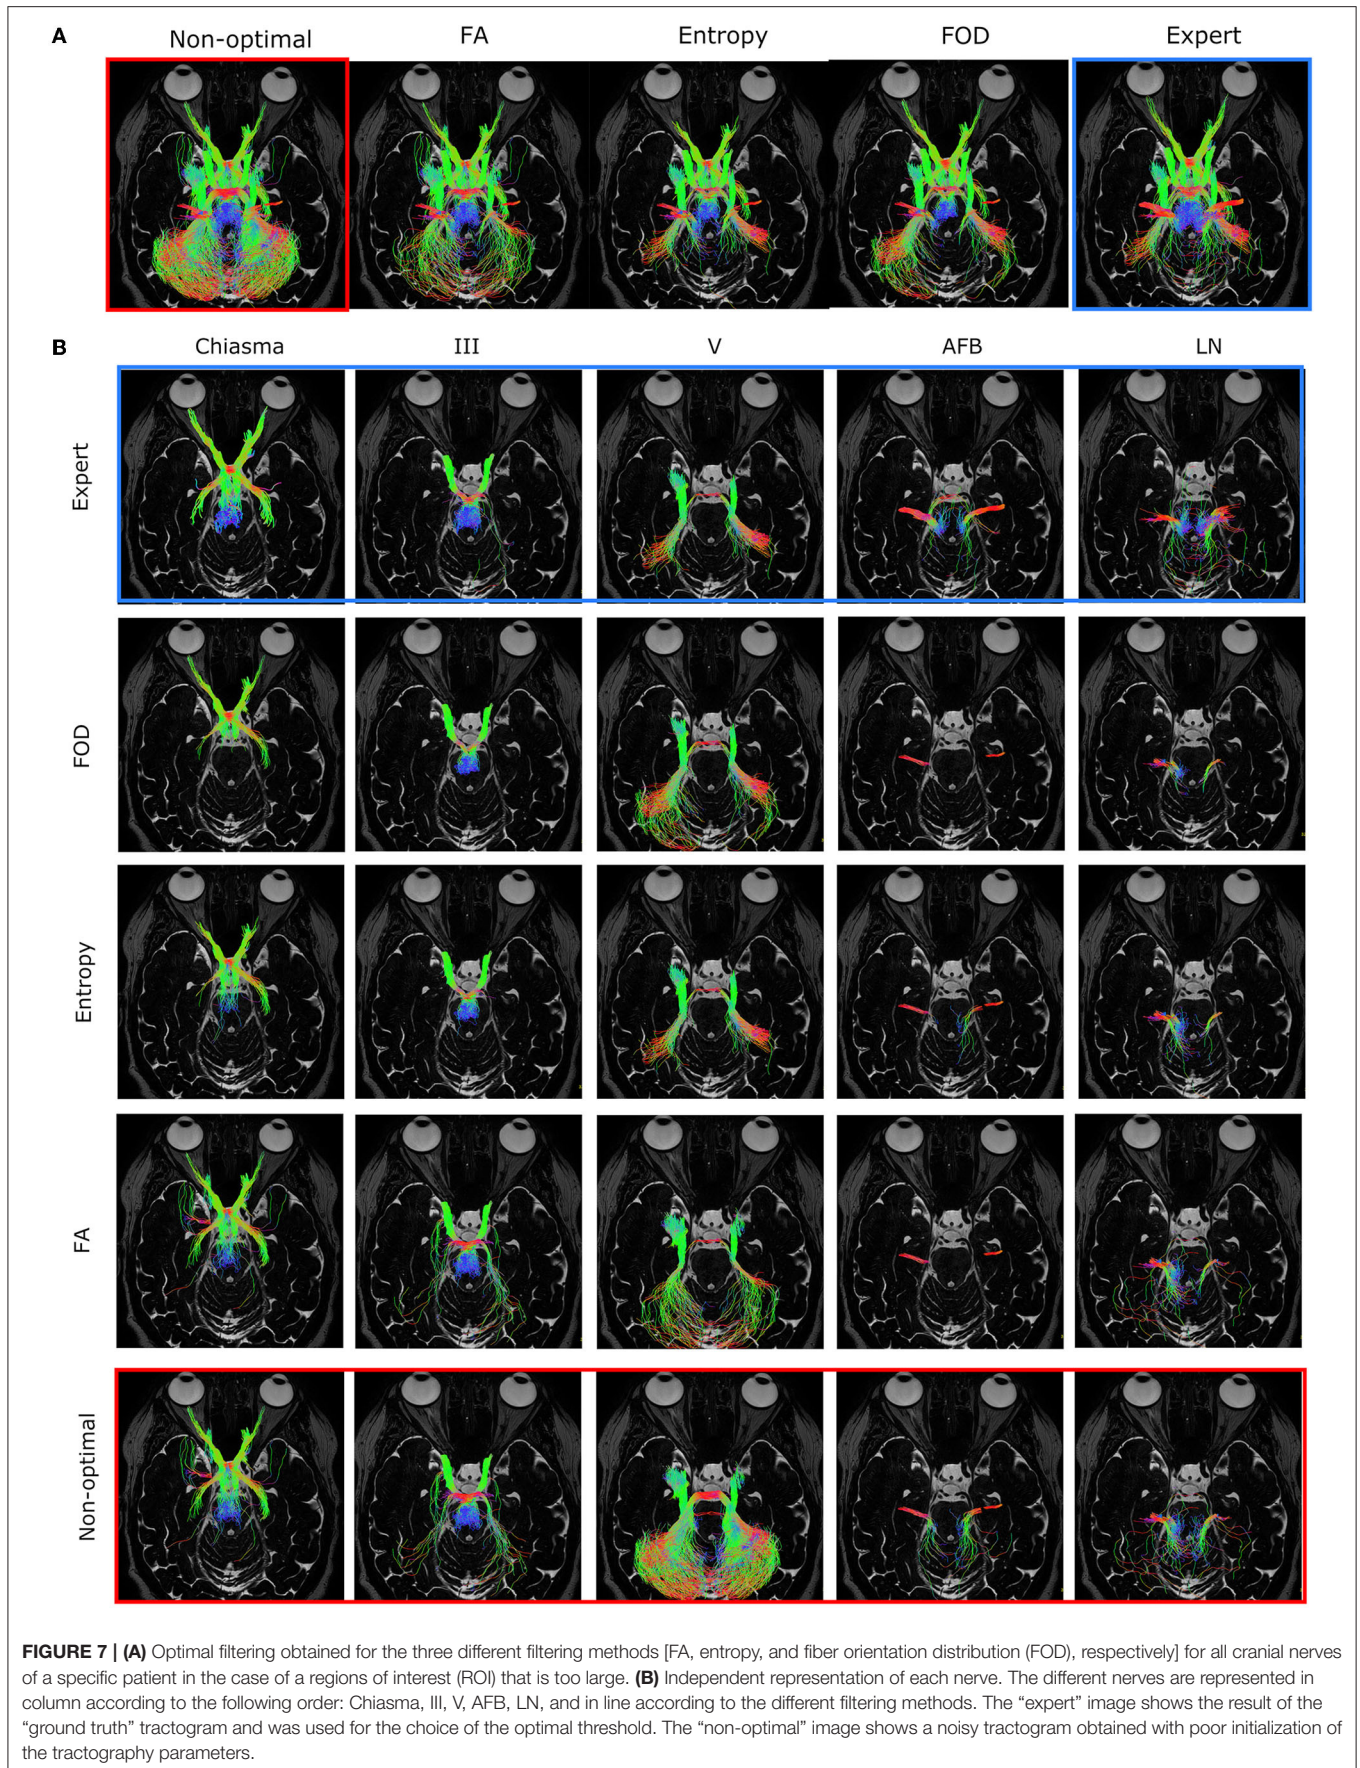 A
Non-optimal FA Entropy FOD Expert
B
Chiasma III V AFB LN
Expert
FOD
Entropy
FA
Non-optimal
FIGURE 7 | (A) Optimal filtering obtained for the three different filtering methods [FA, entropy, and fiber orientation distribution (FOD), respectively] for all cranial nerves
of a specific patient in the case of a regions of interest (ROI) that is too large. (B) Independent representation of each nerve. The different nerves are represented in
column according to the following order: Chiasma, III, V, AFB, LN, and in line according to the different filtering methods. The “expert” image shows the result of the
“ground truth” tractogram and was used for the choice of the optimal threshold. The “non-optimal” image shows a noisy tractogram obtained with poor initialization of
the tractography parameters.